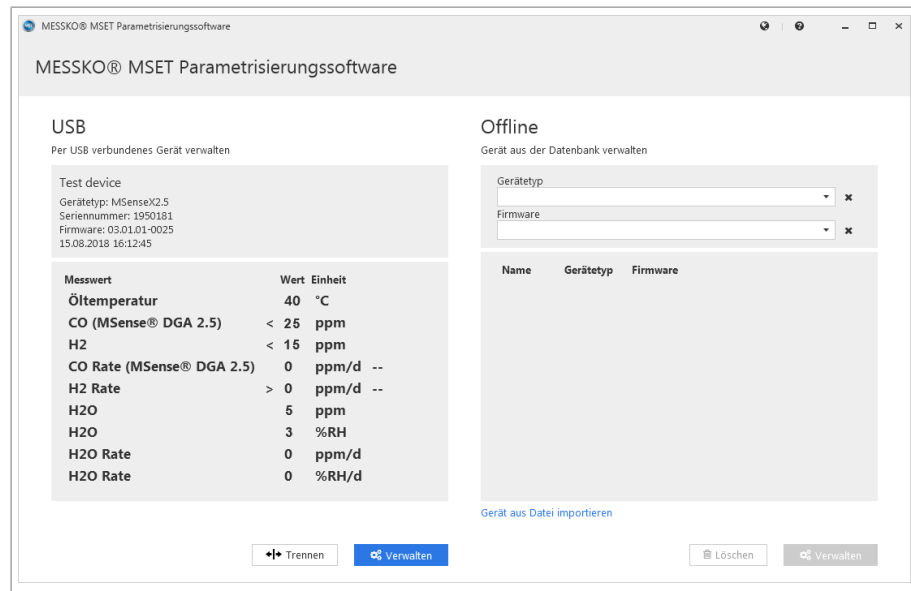 MESSKO® MSET Parametrisierungssoftware
MESSKO® MSET Parametrisierungssoftware
USB
Per USB verbundenes Gerät verwalten
Test device
Gerätetyp: MSenseX2.5
Seriennummer: 1950181
Firmware: 03.01.01-0025
15.08.2018 16:12:45
Messwert Wert Einheit
Öltemperatur 40 °C
CO (MSense® DGA 2.5) < 25 ppm
H2 < 15 ppm
CO Rate (MSense® DGA 2.5) 0 ppm/d --
H2 Rate > 0 ppm/d --
H2O 5 ppm
H2O 3 %RH
H2O Rate 0 ppm/d
H2O Rate 0 %RH/d
Trennen
Verwalten
Offline
Gerät aus der Datenbank verwalten
Gerätetyp
Firmware
Name Gerätetyp Firmware
Gerät aus Datei importieren
Löschen
Verwalten